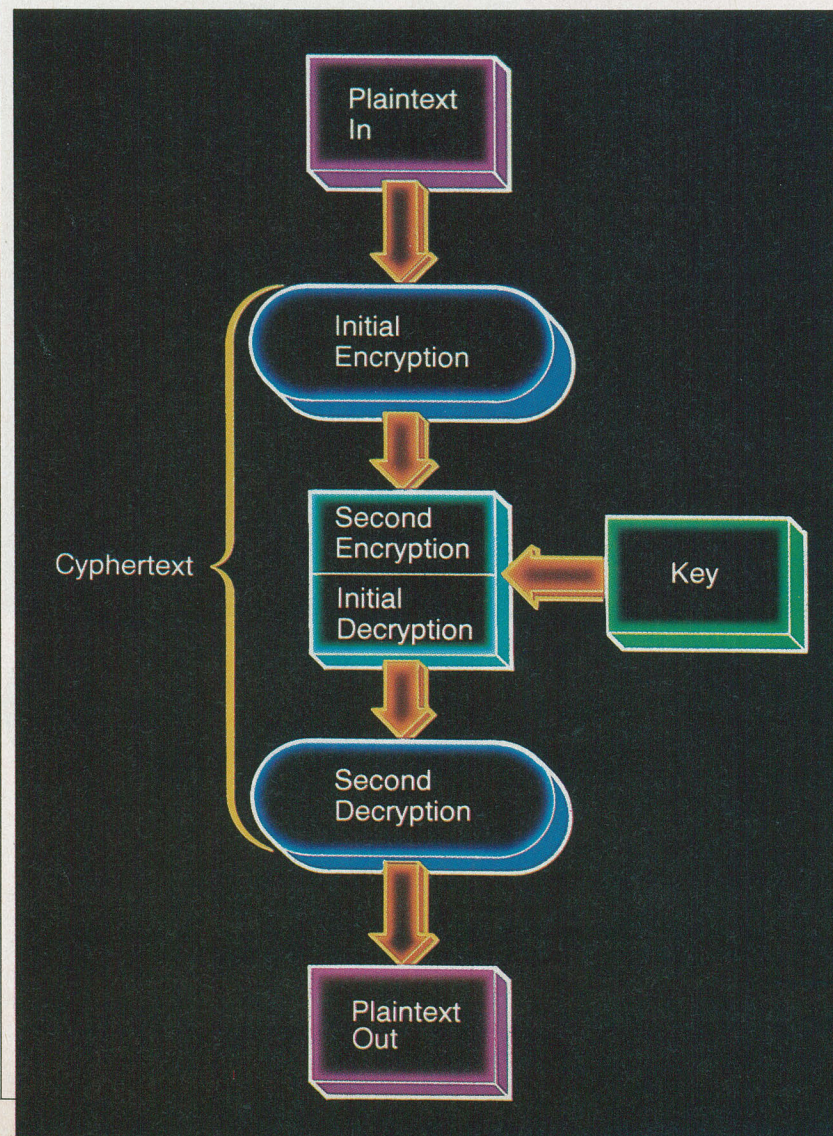 Plaintext
In
Initial
Encryption
Second
Encryption
Cyphertext
Key
Initial
Decryption
Second
Decryption
Plaintext
Out